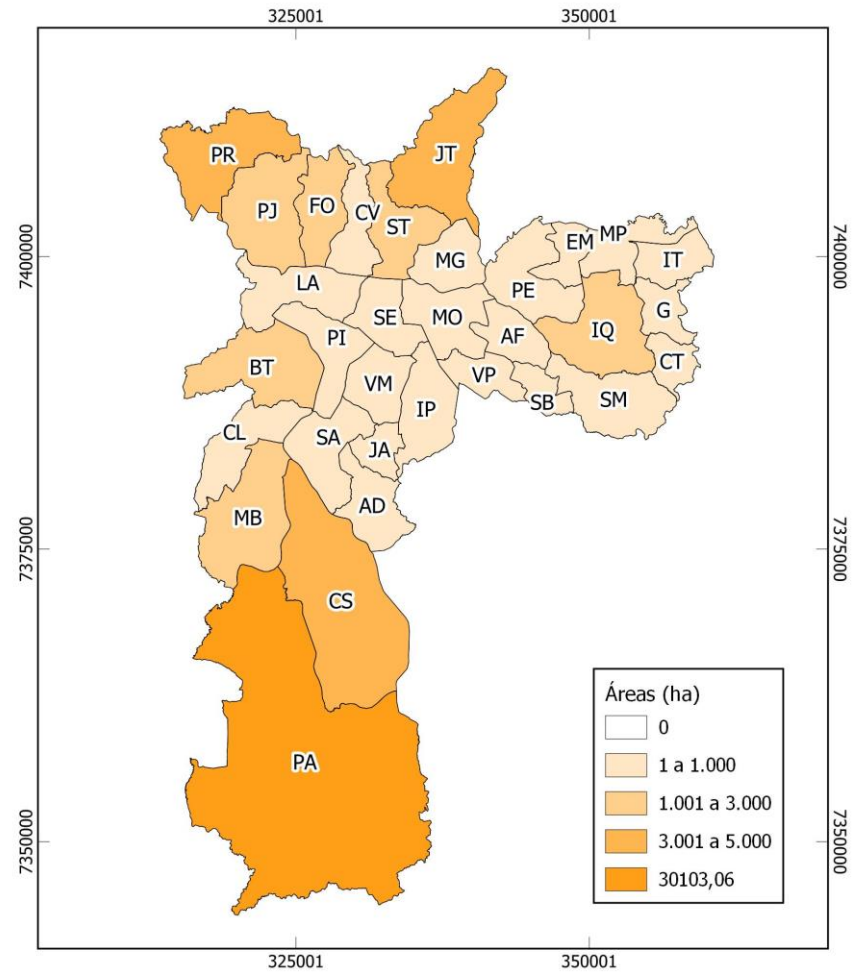 325001
350001
PR
JT
PJ
FO
CV
ST
7400000
7400000
EM
MP
IT
MG
LA
PE
G
SE
MO
IQ
PI
AF
BT
CT
VP
VM
SM
SB
IP
CL
SA
JA
AD
MB
7375000
7375000
CS
PA
Áreas (ha)
0
1 a 1.000
1.001 a 3.000
3.001 a 5.000
30103,06
7350000
7350000
325001
350001